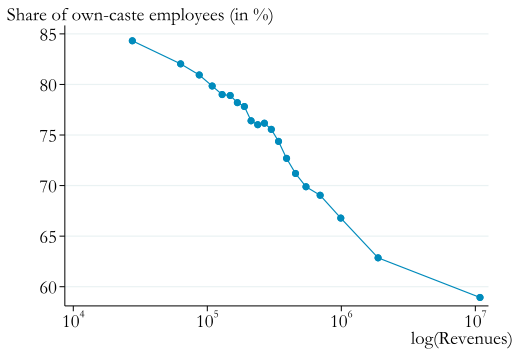 Share of own-caste employees (in %)
85
80
75
70
65
60
10⁴ 10⁵ 10⁶ 10⁷
log(Revenues)